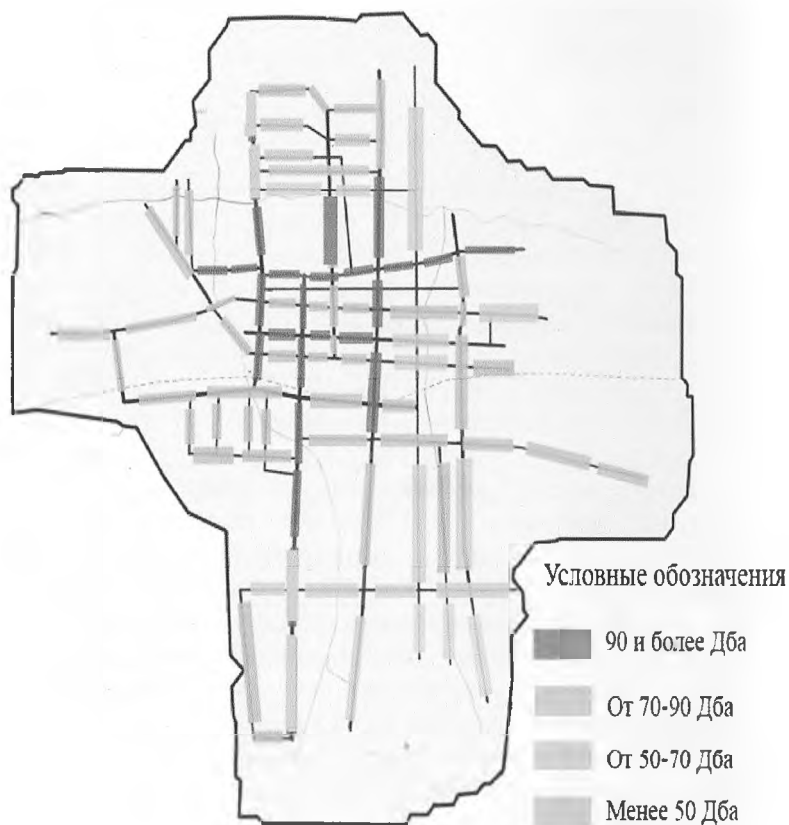 Условные обозначения
90 и более Дба
От 70-90 Дба
От 50-70 Дба
Менее 50 Дба